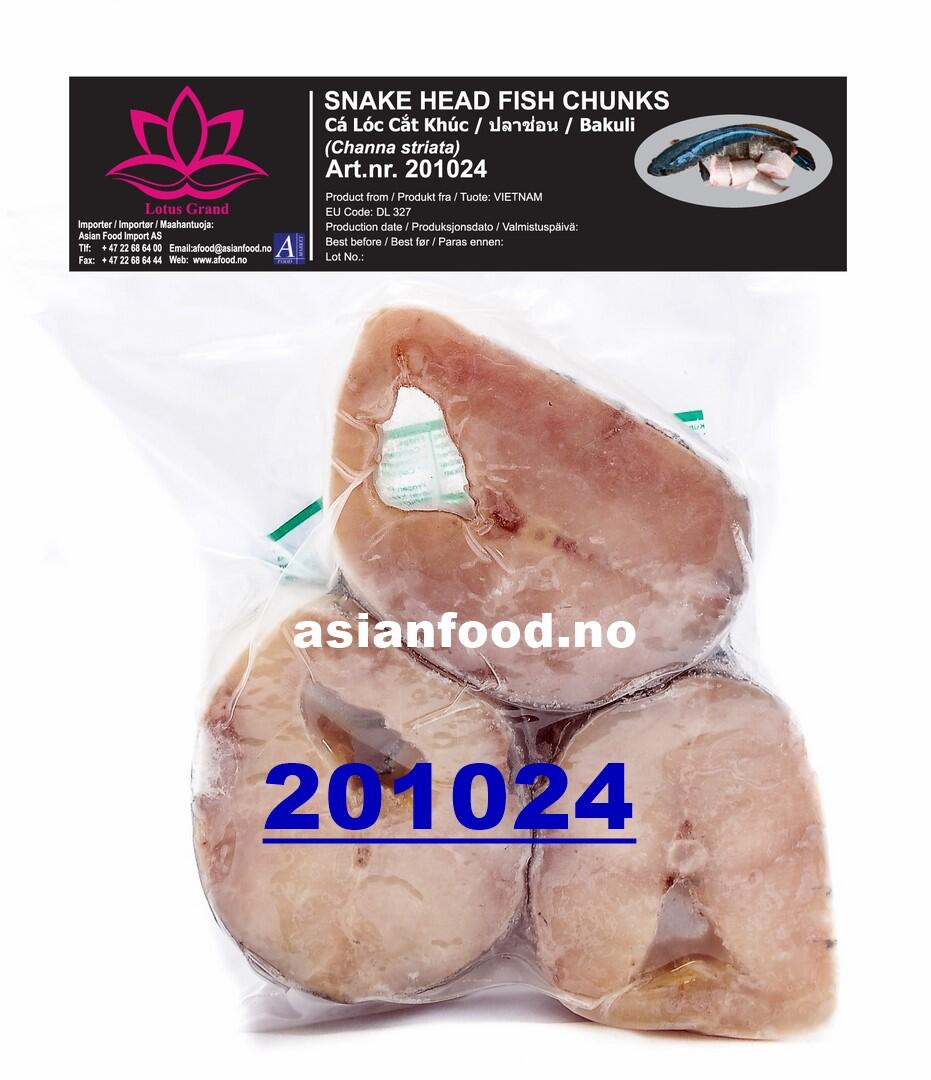 SNAKE HEAD FISH CHUNKS
Cá Lóc Cắt Khúc / ปลาช่อน / Bakuli
(Channa striata)
Art.nr. 201024
Product from / Produkt fra / Tuote: VIETNAM
EU Code: DL 327
Production date / Produksjonsdato / Valmistuspäivä:
Best before / Best før / Paras ennen:
Lot No.:
Lotus Grand
Importer / Importør / Maahantuoja:
Asian Food Import AS
Tlf: + 47 22 68 64 00 Email:afood@asianfood.no
Fax: + 47 22 68 64 44 Web: www.afood.no
A
FOOD
MARKET
asianfood.no
201024